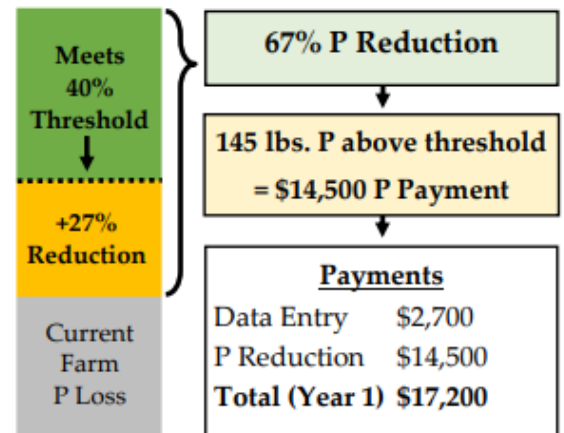 Meets
40%
Threshold
+27%
Reduction
Current
Farm
P Loss
67% P Reduction
145 lbs. P above threshold
= $14,500 P Payment
Payments
Data Entry $2,700
P Reduction $14,500
Total (Year 1) $17,200